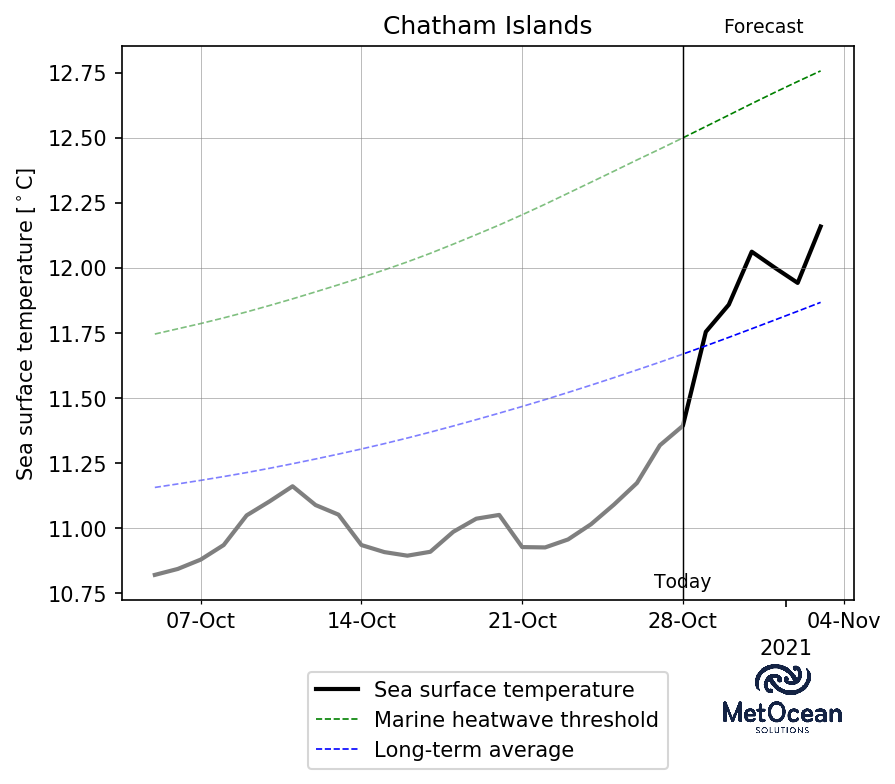 Chatham Islands
Forecast
Sea surface temperature [°C]
12.75
12.50
12.25
12.00
11.75
11.50
11.25
11.00
10.75
Today
07-Oct
14-Oct
21-Oct
28-Oct
04-Nov
2021
Sea surface temperature
Marine heatwave threshold
Long-term average
MetOcean
SOLUTIONS